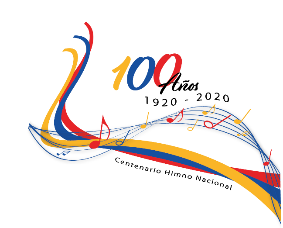 100
Años
1920 - 2020
Centenario Himno Nacional